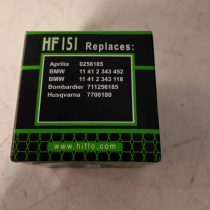 HF151 Replaces:
Aprilia 0256185
BMW 11 41 2 343 452
BMW 11 41 2 343 118
Bombardier 711256185
Husqvarna 7700180
www.hiflo.com